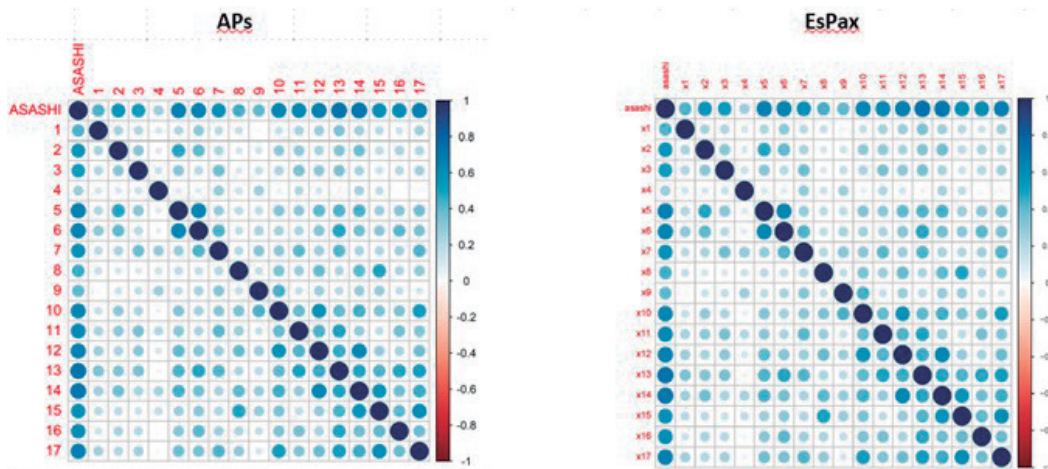 APs
EsPax
ASASHI 1 2 3 4 5 6 7 8 9 10 11 12 13 14 15 16 17
asashi x1 x2 x3 x4 x5 x6 x7 x8 x9 x10 x11 x12 x13 x14 x15 x16 x17
ASASHI
1
2
3
4
5
6
7
8
9
10
11
12
13
14
15
16
17
1
0.8
0.6
0.4
0.2
0
-0.2
-0.4
-0.6
-0.8
-1
asashi
x1
x2
x3
x4
x5
x6
x7
x8
x9
x10
x11
x12
x13
x14
x15
x16
x17